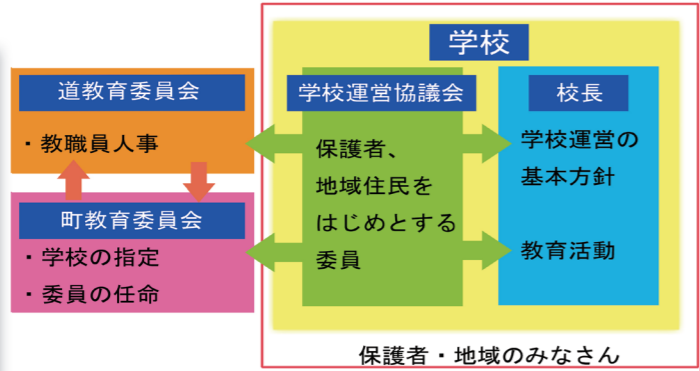 学校
道教育委員会
・教職員人事
町教育委員会
・学校の指定
・委員の任命
学校運営協議会
保護者、
地域住民を
はじめとする
委員
校長
学校運営の
基本方針
教育活動
保護者・地域のみなさん